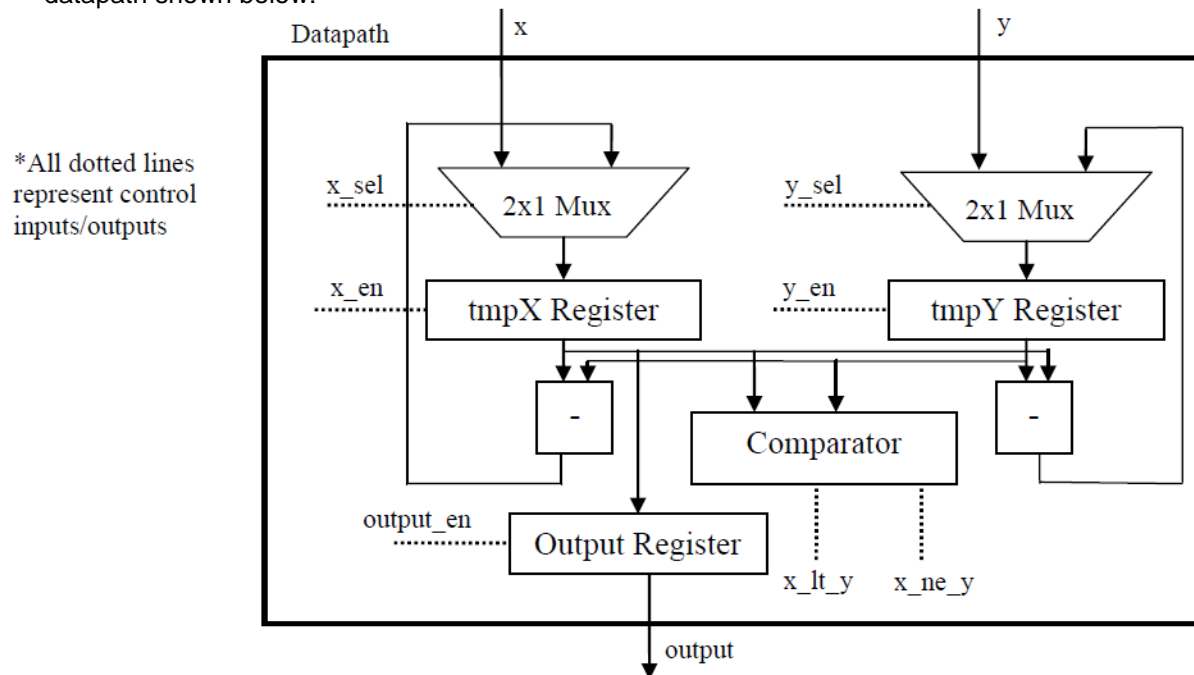 datapath shown below.
Datapath
x
y
*All dotted lines
represent control
inputs/outputs
x_sel
2x1 Mux
y_sel
2x1 Mux
x_en
tmpX Register
y_en
tmpY Register
-
Comparator
-
output_en
Output Register
x_lt_y
x_ne_y
output